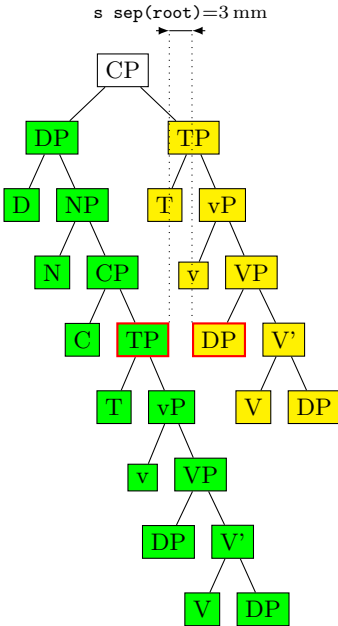 s sep(root)=3 mm
CP
DP TP
D NP T vP
N CP v VP
C TP DP V'
T vP V DP
v VP
DP V'
V DP